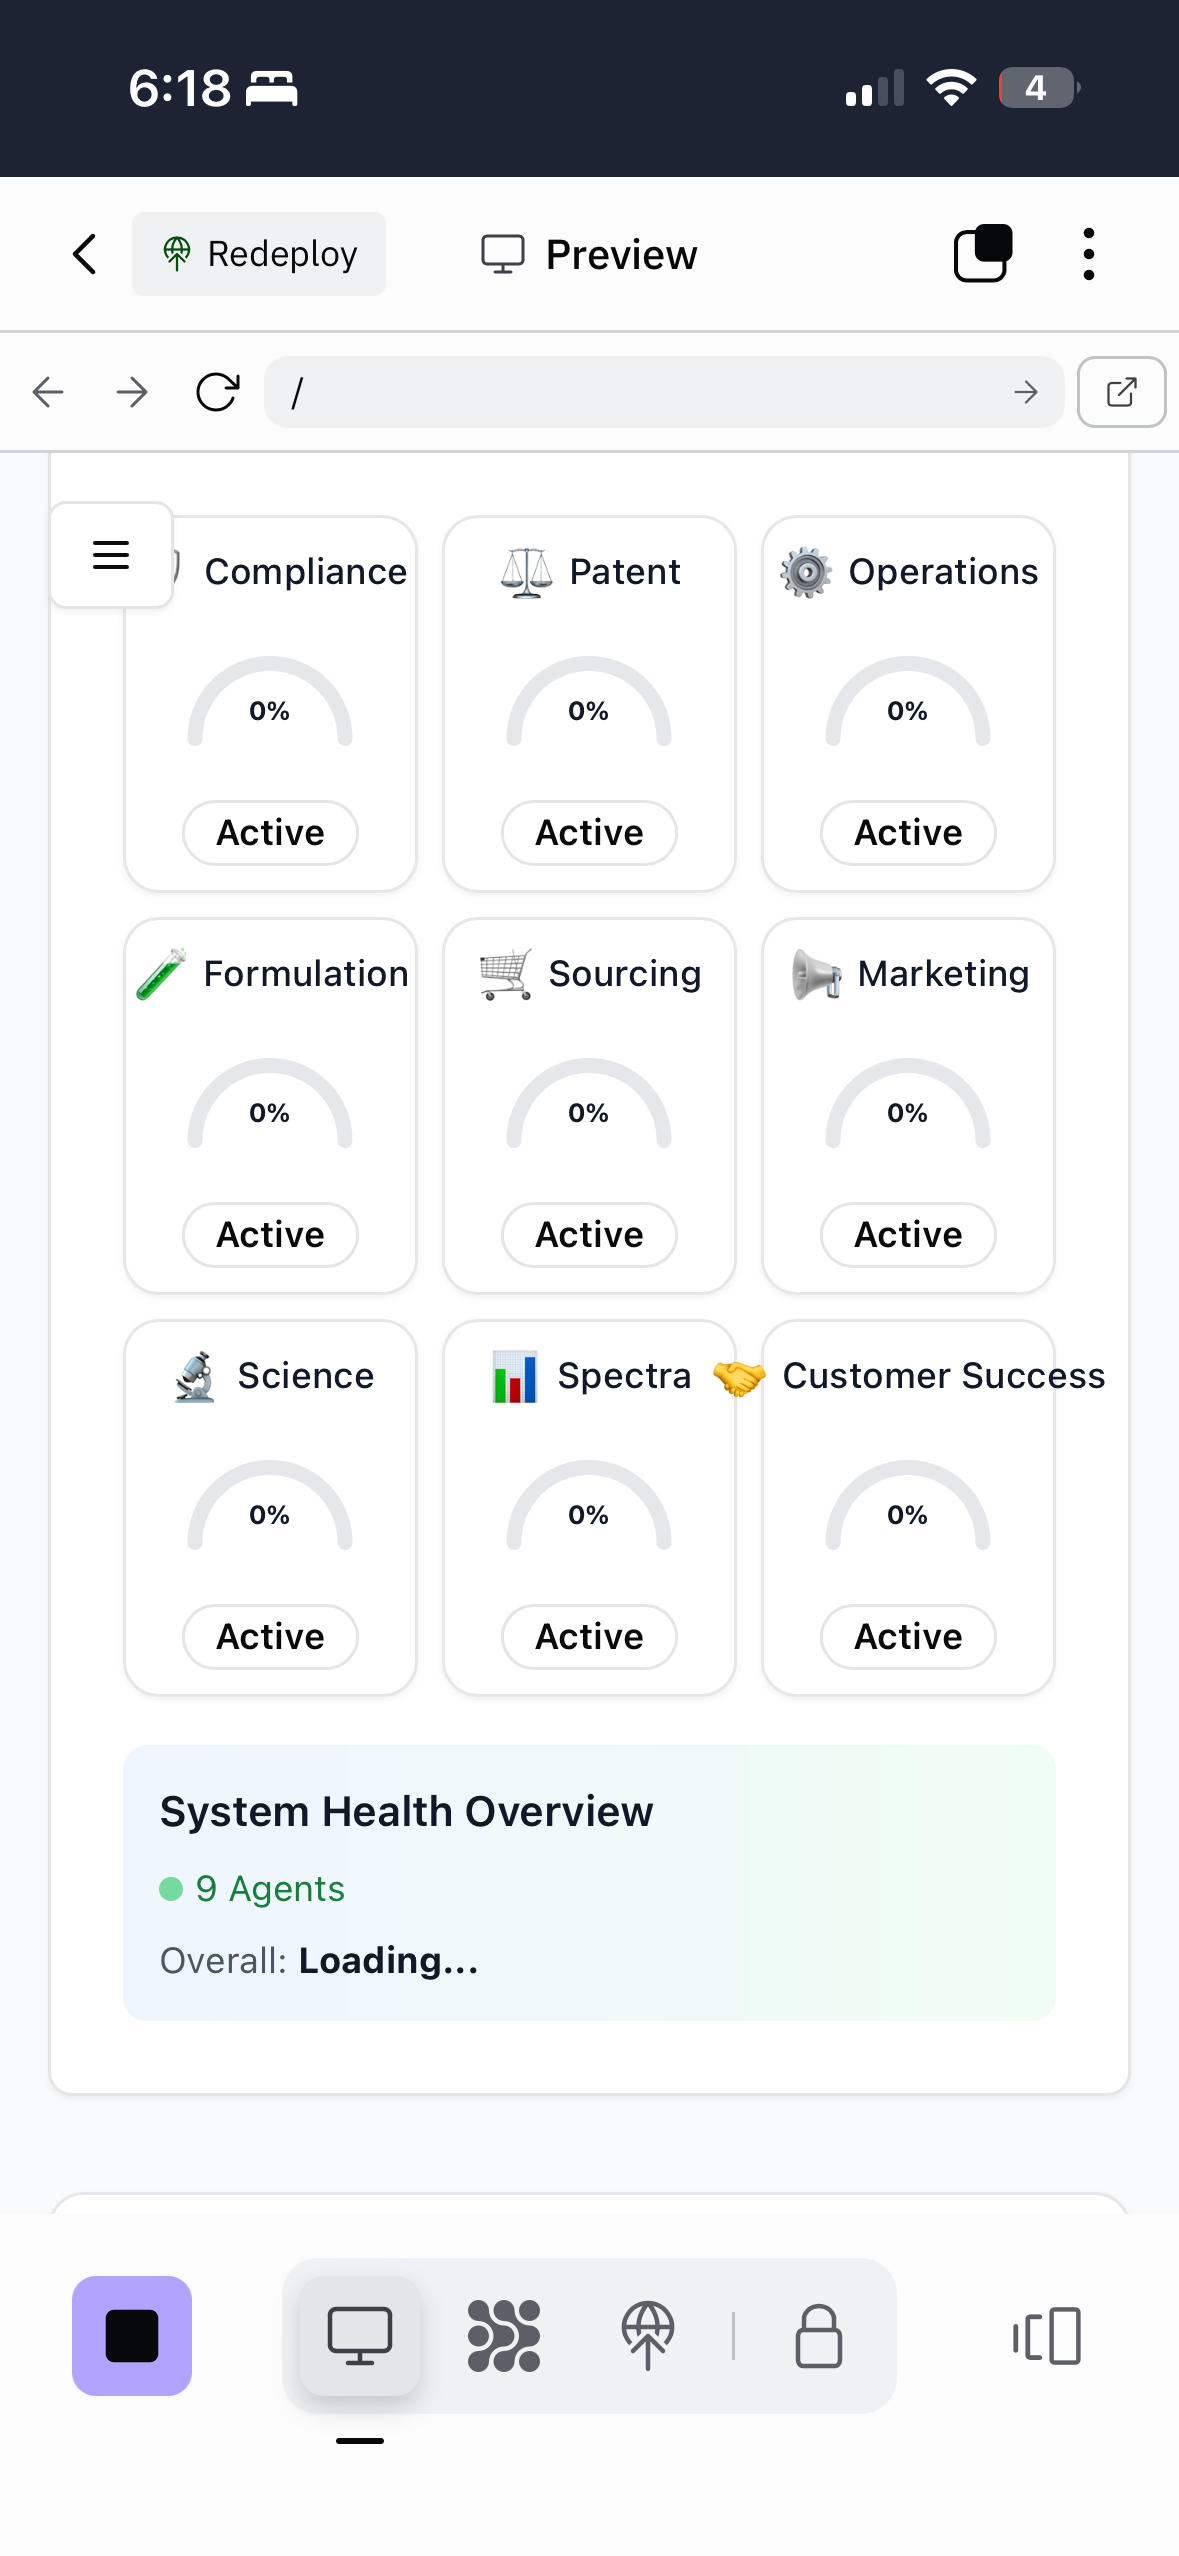 6:18
4
Redeploy
Preview
/
Compliance
Patent
Operations
0%
0%
0%
Active
Active
Active
Formulation
Sourcing
Marketing
0%
0%
0%
Active
Active
Active
Science
Spectra
Customer Success
0%
0%
0%
Active
Active
Active
System Health Overview
9 Agents
Overall: Loading...